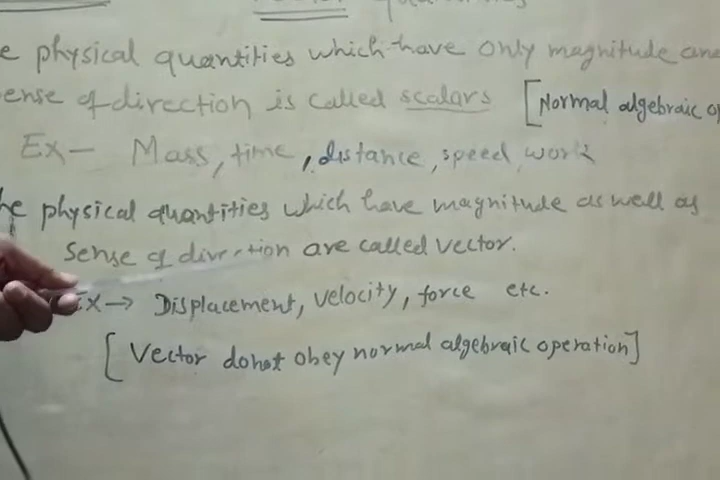 quantities
physical quantities which have only magnitude
sense of direction is called scalars [Normal algebraic
Ex— Mass, time, distance, speed, work
physical quantities which have magnitude as well as
sense of direction are called vector.
Ex→ Displacement, velocity, force etc.
[Vector donot obey normal algebraic operation]